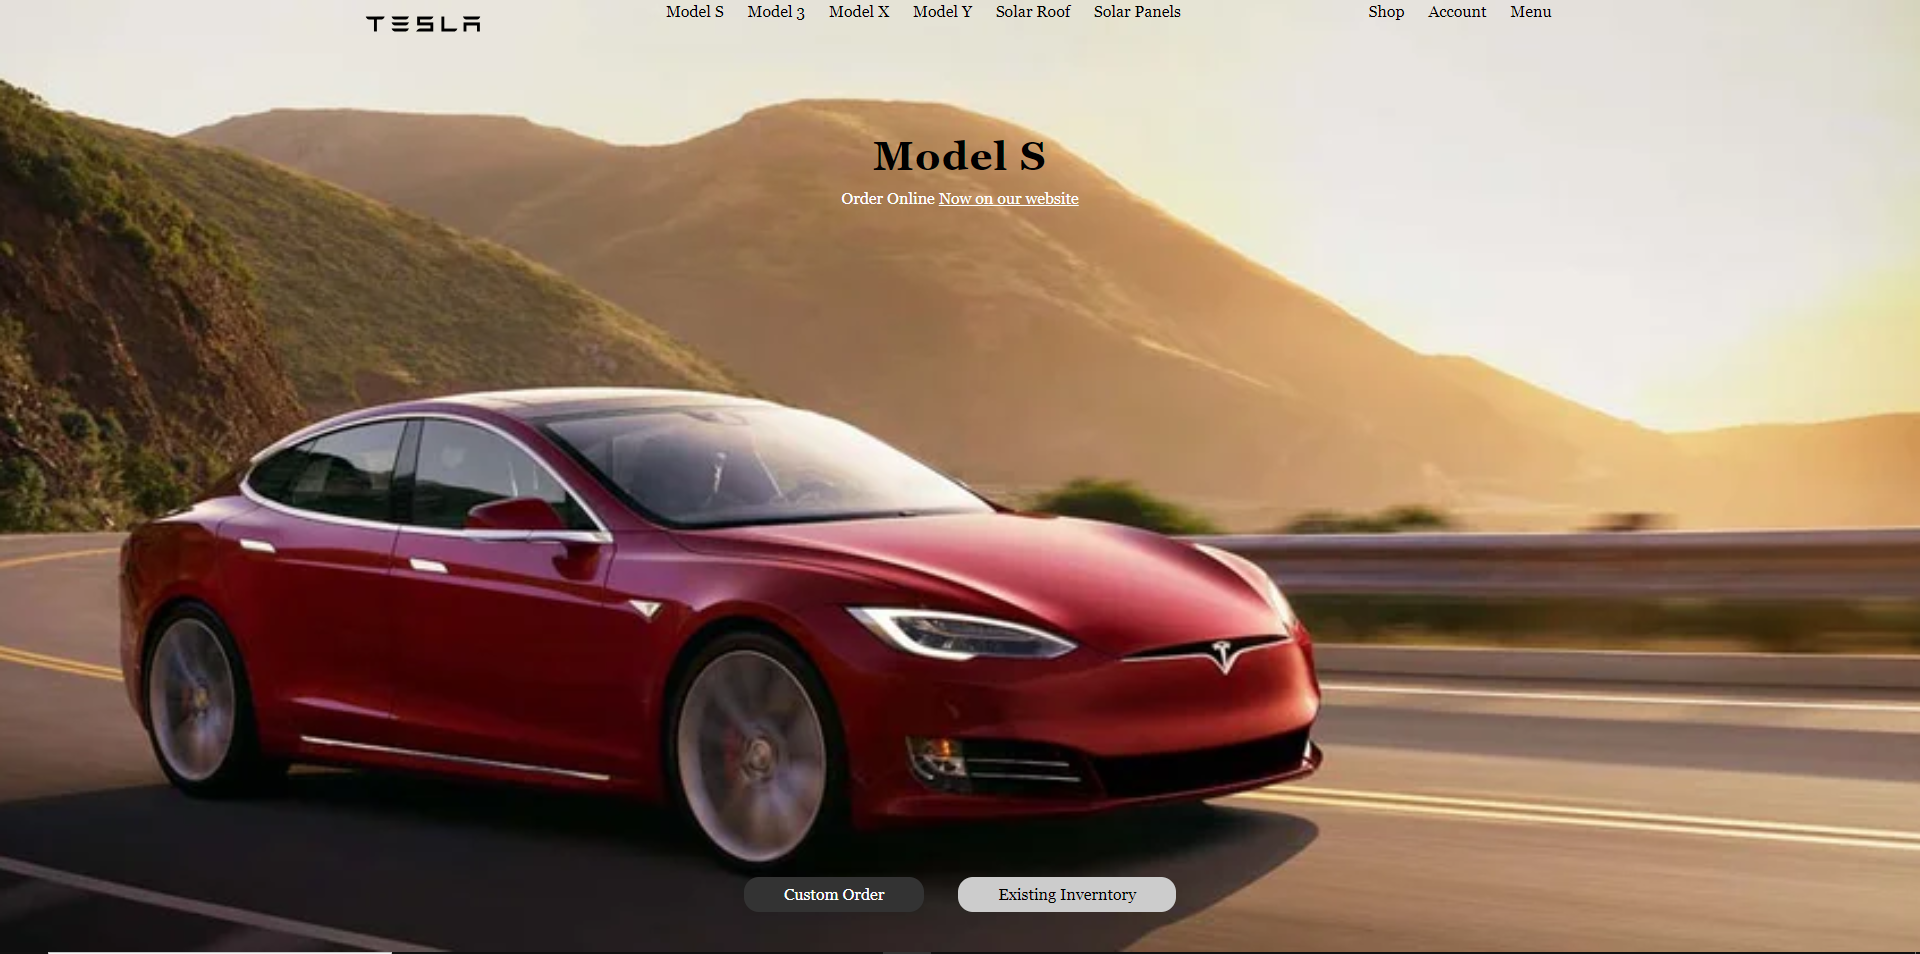 TESLA Model S Model 3 Model X Model Y Solar Roof Solar Panels Shop Account Menu
Model S
Order Online Now on our website
Custom Order Existing Inverntory